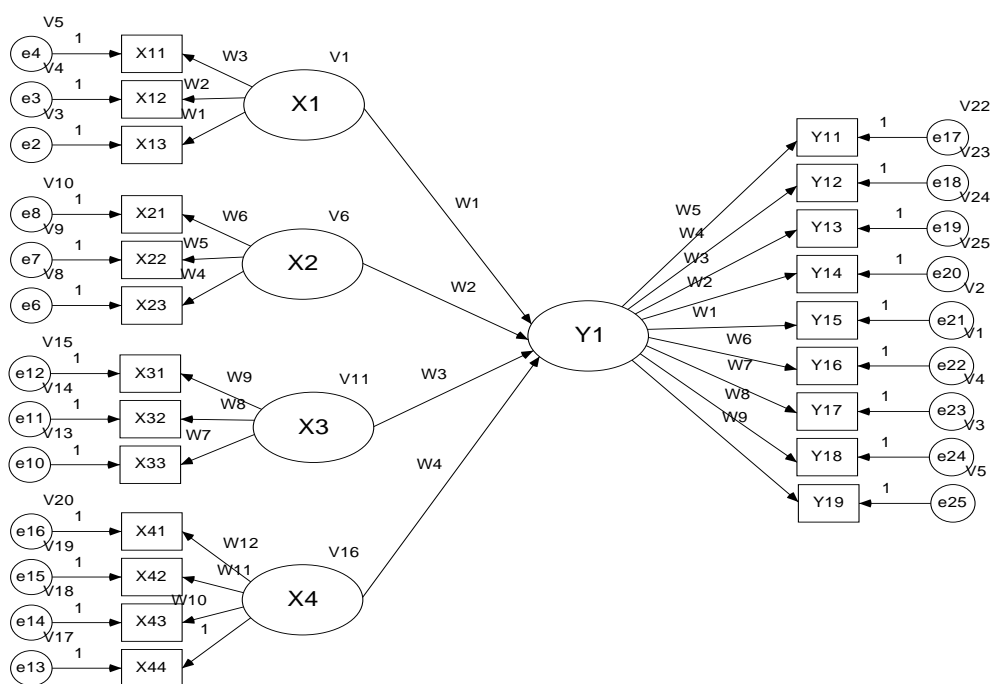 V5
1
e4
X11
V4
W3
V1
1
e3
X12
W2
X1
V3
W1
1
e2
X13
V10
1
e8
X21
V9
W6
V6
1
e7
X22
W5
X2
V8
W4
1
e6
X23
V15
1
e12
X31
V14
W9
V11
1
e11
X32
W8
X3
V13
W7
1
e10
X33
V20
1
e16
X41
V19
W12
V16
1
e15
X42
W11
X4
V18
W10
1
e14
X43
1
V17
1
e13
X44
W1
W2
W3
W4
Y1
W5
W4
W3
W2
W1
W6
W7
W8
W9
V22
Y11
1
e17
V23
Y12
1
e18
V24
Y13
1
e19
V25
Y14
1
e20
V2
Y15
1
e21
V1
Y16
1
e22
V4
Y17
1
e23
V3
Y18
1
e24
V5
Y19
1
e25